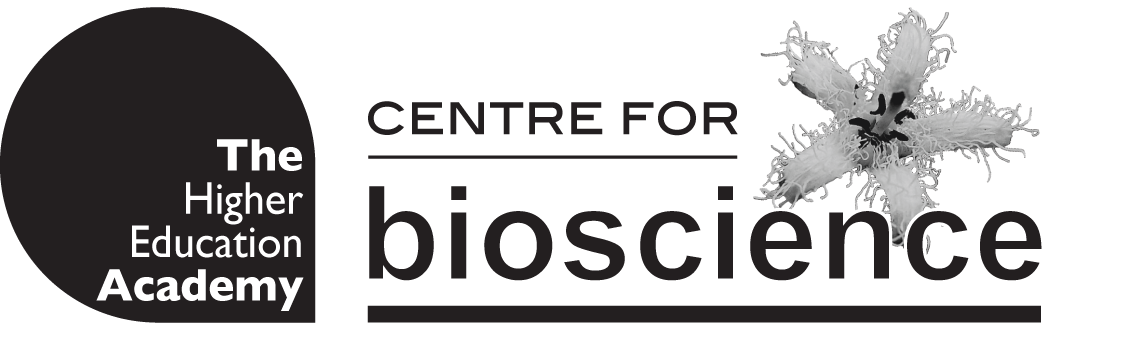 The
Higher
Education
Academy
CENTRE FOR
bioscience